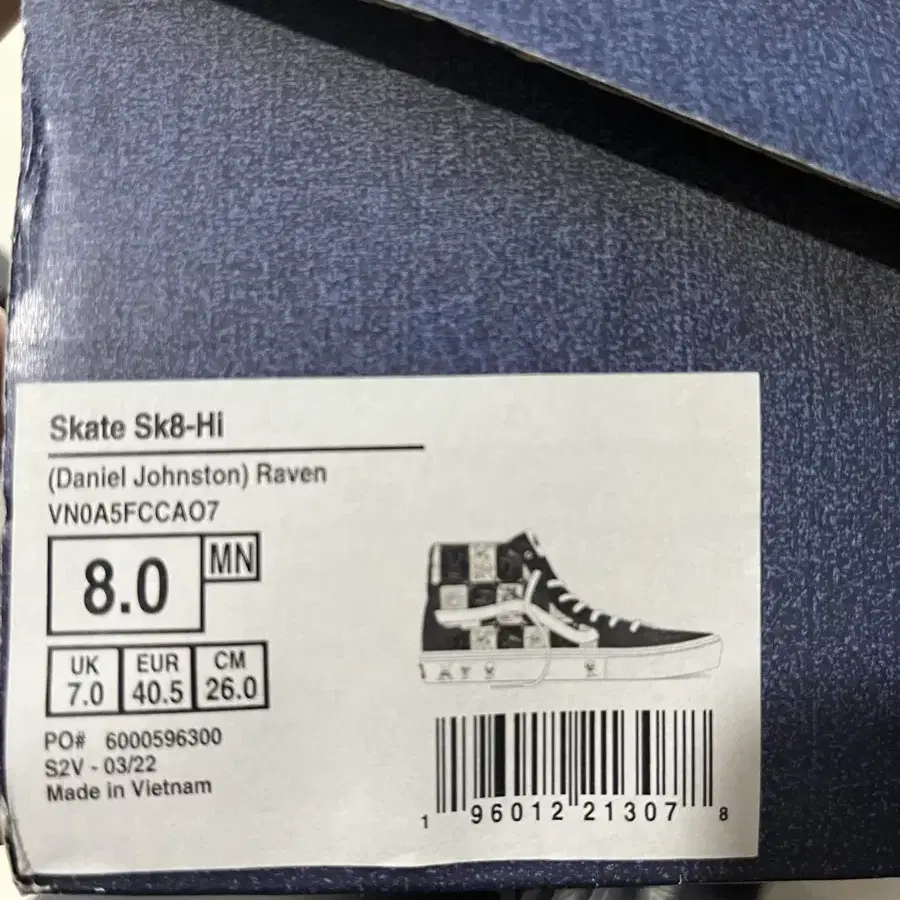 Skate Sk8-Hi
(Daniel Johnston) Raven
VN0A5FCCAO7
8.0 MN
UK EUR CM
7.0 40.5 26.0
PO# 6000596300
S2V - 03/22
Made in Vietnam
1 96012 21307 8